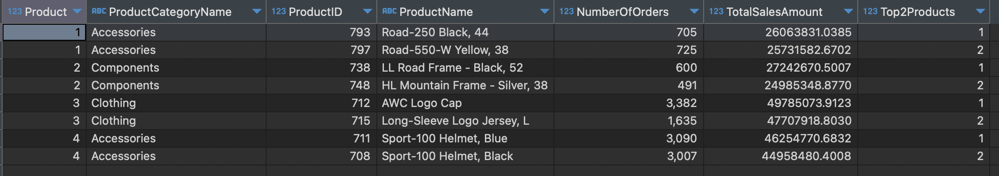 123 Product ABC ProductCategoryName 123 ProductID ABC ProductName 123 NumberOfOrders 123 TotalSalesAmount 123 Top2Products
1 Accessories 793 Road-250 Black, 44 705 26063831.0385 1
1 Accessories 797 Road-550-W Yellow, 38 725 25731582.6702 2
2 Components 738 LL Road Frame - Black, 52 600 27242670.5007 1
2 Components 748 HL Mountain Frame - Silver, 38 491 24985348.8770 2
3 Clothing 712 AWC Logo Cap 3,382 49785073.9123 1
3 Clothing 715 Long-Sleeve Logo Jersey, L 1,635 47707918.8030 2
4 Accessories 711 Sport-100 Helmet, Blue 3,090 46254770.6832 1
4 Accessories 708 Sport-100 Helmet, Black 3,007 44958480.4008 2